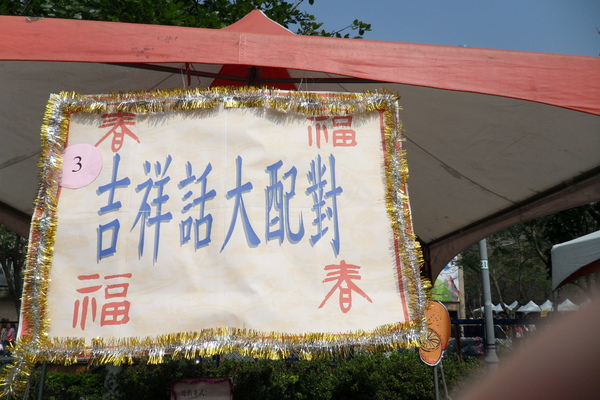 春 福
3
吉祥話大配對
福 春